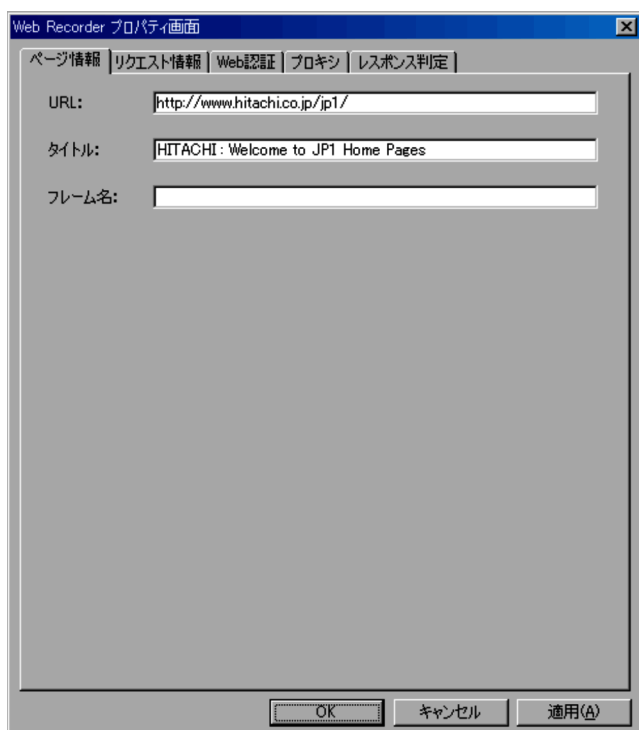 Web Recorder プロパティ画面
ページ情報 リクエスト情報 Web認証 プロキシ レスポンス判定
URL: http://www.hitachi.co.jp/jp1/
タイトル: HITACHI : Welcome to JP1 Home Pages
フレーム名:
OK キャンセル 適用(A)